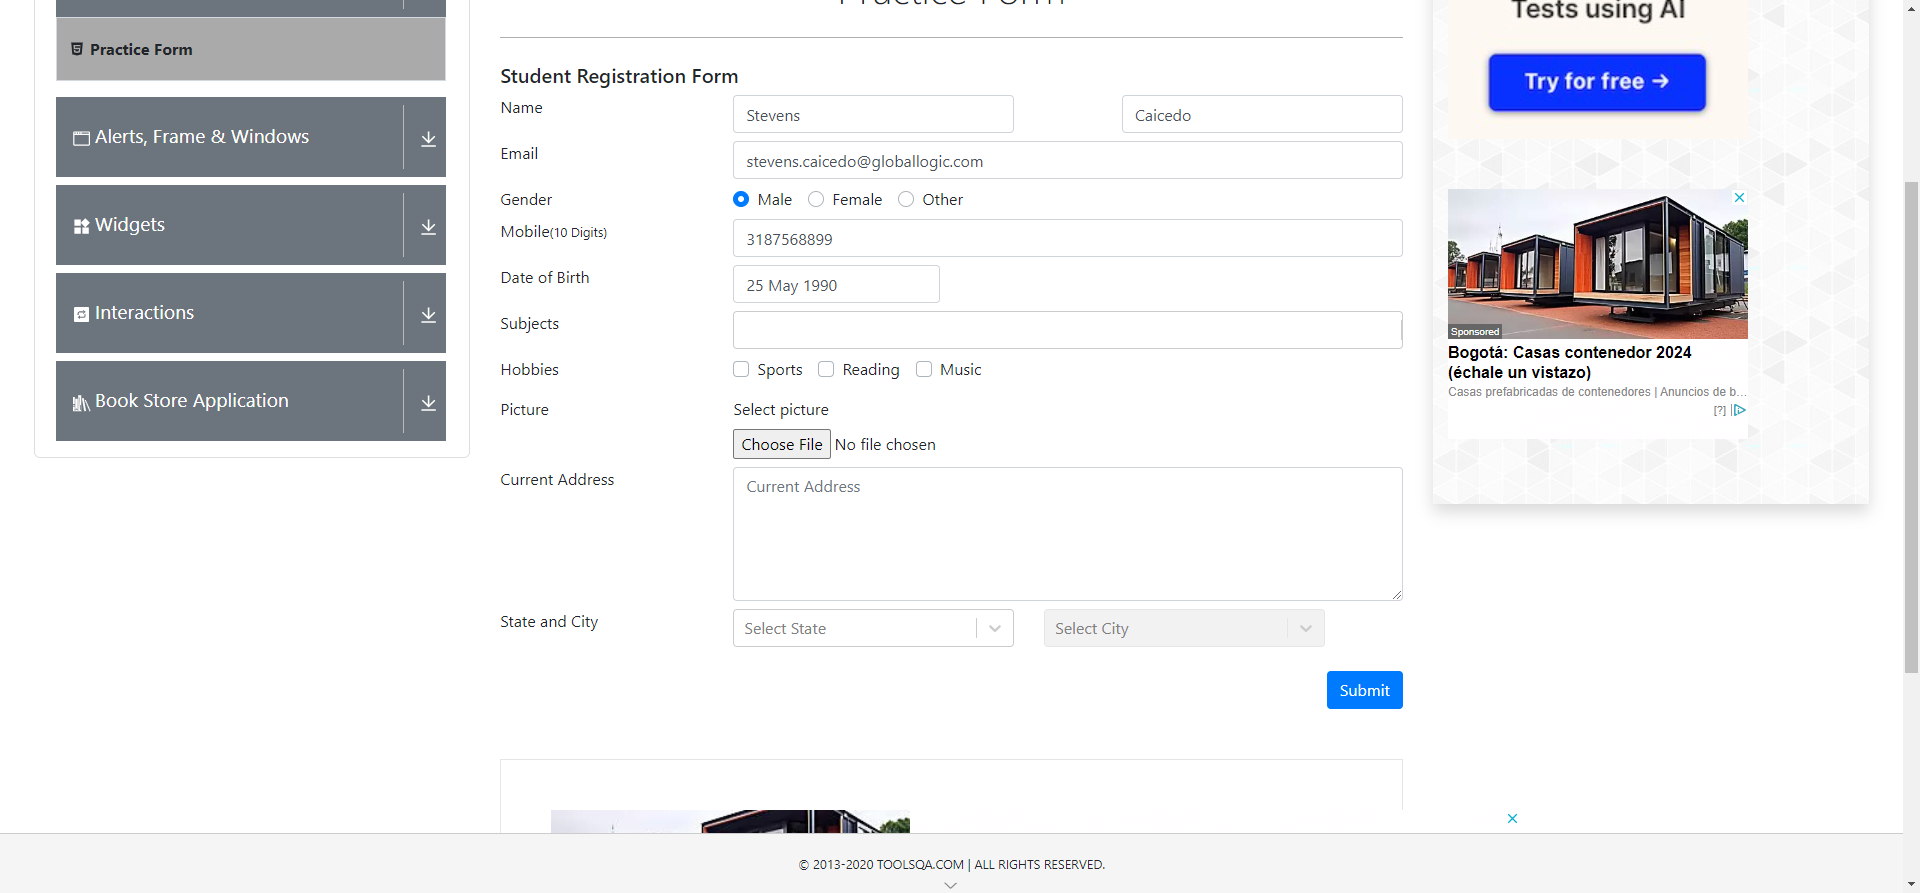 Practice Form
Practice Form
Alerts, Frame & Windows
Widgets
Interactions
Book Store Application
Student Registration Form
Name
Stevens
Caicedo
Email
stevens.caicedo@globallogic.com
Gender
Male
Female
Other
Mobile(10 Digits)
3187568899
Date of Birth
25 May 1990
Subjects
Hobbies
Sports
Reading
Music
Picture
Select picture
Choose File No file chosen
Current Address
Current Address
State and City
Select State
Select City
Submit
Tests using AI
Try for free →
Sponsored
Bogotá: Casas contenedor 2024
(échale un vistazo)
Casas prefabricadas de contenedores | Anuncios de b...
[?]
© 2013-2020 TOOLSQA.COM | ALL RIGHTS RESERVED.